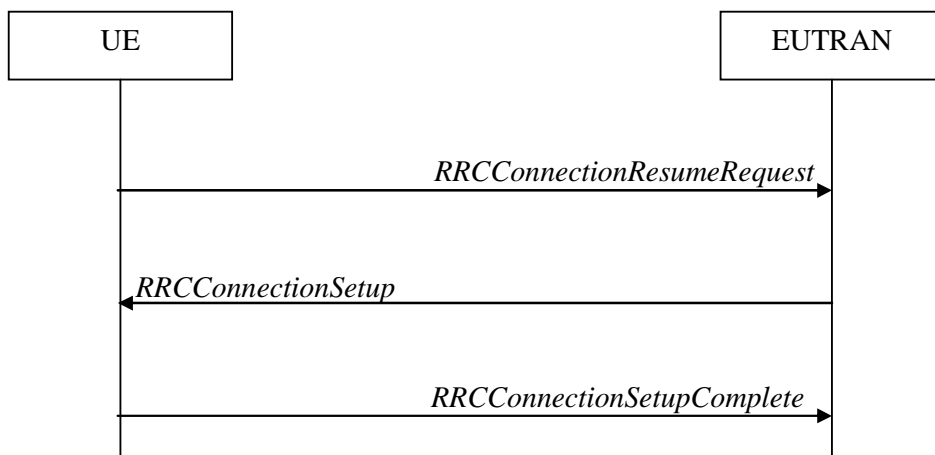 UE
EUTRAN
RRCConnectionResumeRequest
RRCConnectionSetup
RRCConnectionSetupComplete